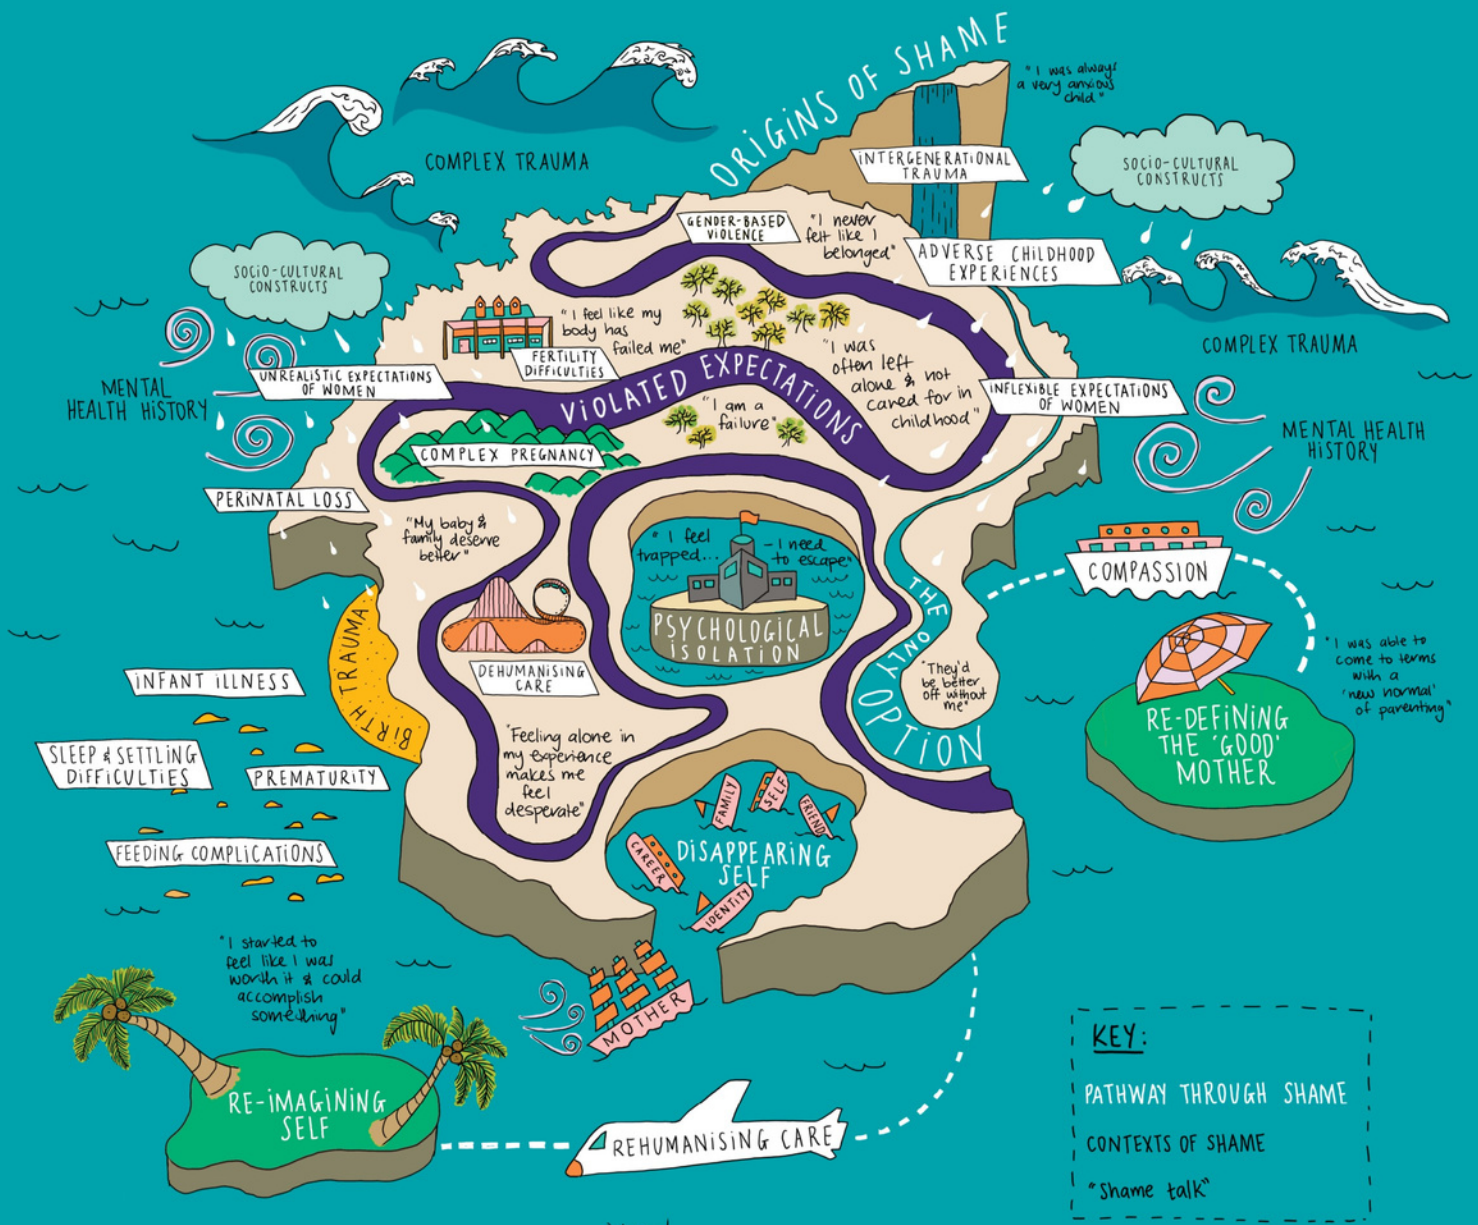 ORIGINS OF SHAME
"I was always
a very anxious
child"
COMPLEX TRAUMA
INTERGENERATIONAL
TRAUMA
SOCIO-CULTURAL
CONSTRUCTS
GENDER-BASED
VIOLENCE
"I never
felt like I
belonged"
ADVERSE CHILDHOOD
EXPERIENCES
SOCIO-CULTURAL
CONSTRUCTS
COMPLEX TRAUMA
"I feel like my
body has
failed me"
FERTILITY
DIFFICULTIES
"I was
often left
alone & not
cared for in
childhood"
MENTAL
HEALTH HISTORY
UNREALISTIC EXPECTATIONS
OF WOMEN
VIOLATED EXPECTATIONS
INFLEXIBLE EXPECTATIONS
OF WOMEN
"I am a
failure"
MENTAL HEALTH
HISTORY
COMPLEX PREGNANCY
PERINATAL LOSS
"My baby &
family deserve
better"
"I feel
trapped...
-I need
to escape"
PSYCHOLOGICAL
ISOLATION
COMPASSION
THE ONLY OPTION
"They'd
be better
off without
me"
BIRTH TRAUMA
DEHUMANISING
CARE
"I was able to
come to terms
with a
'new normal'
of parenting"
RE-DEFINING
THE 'GOOD'
MOTHER
INFANT ILLNESS
SLEEP & SETTLING
DIFFICULTIES
PREMATURITY
FEEDING COMPLICATIONS
"Feeling alone in
my experience
makes me
feel
desperate"
FAMILY
SELF
FRIEND
CAREER
DISAPPEARING
SELF
IDENTITY
MOTHER
"I started to
feel like I was
worth it & could
accomplish
something"
RE-IMAGINING
SELF
REHUMANISING CARE
KEY:
PATHWAY THROUGH SHAME
CONTEXTS OF SHAME
"Shame talk"